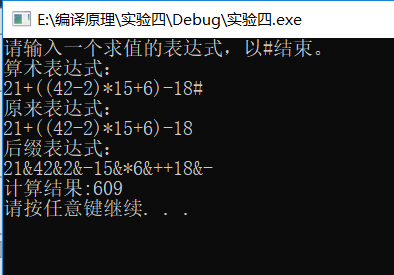 E:\编译原理\实验四\Debug\实验四.exe
请输入一个求值的表达式，以#结束。
算术表达式：
21+((42-2)*15+6)-18#
原来表达式：
21+((42-2)*15+6)-18
后缀表达式：
21&42&2&-15&*6&++18&-
计算结果:609
请按任意键继续. . .